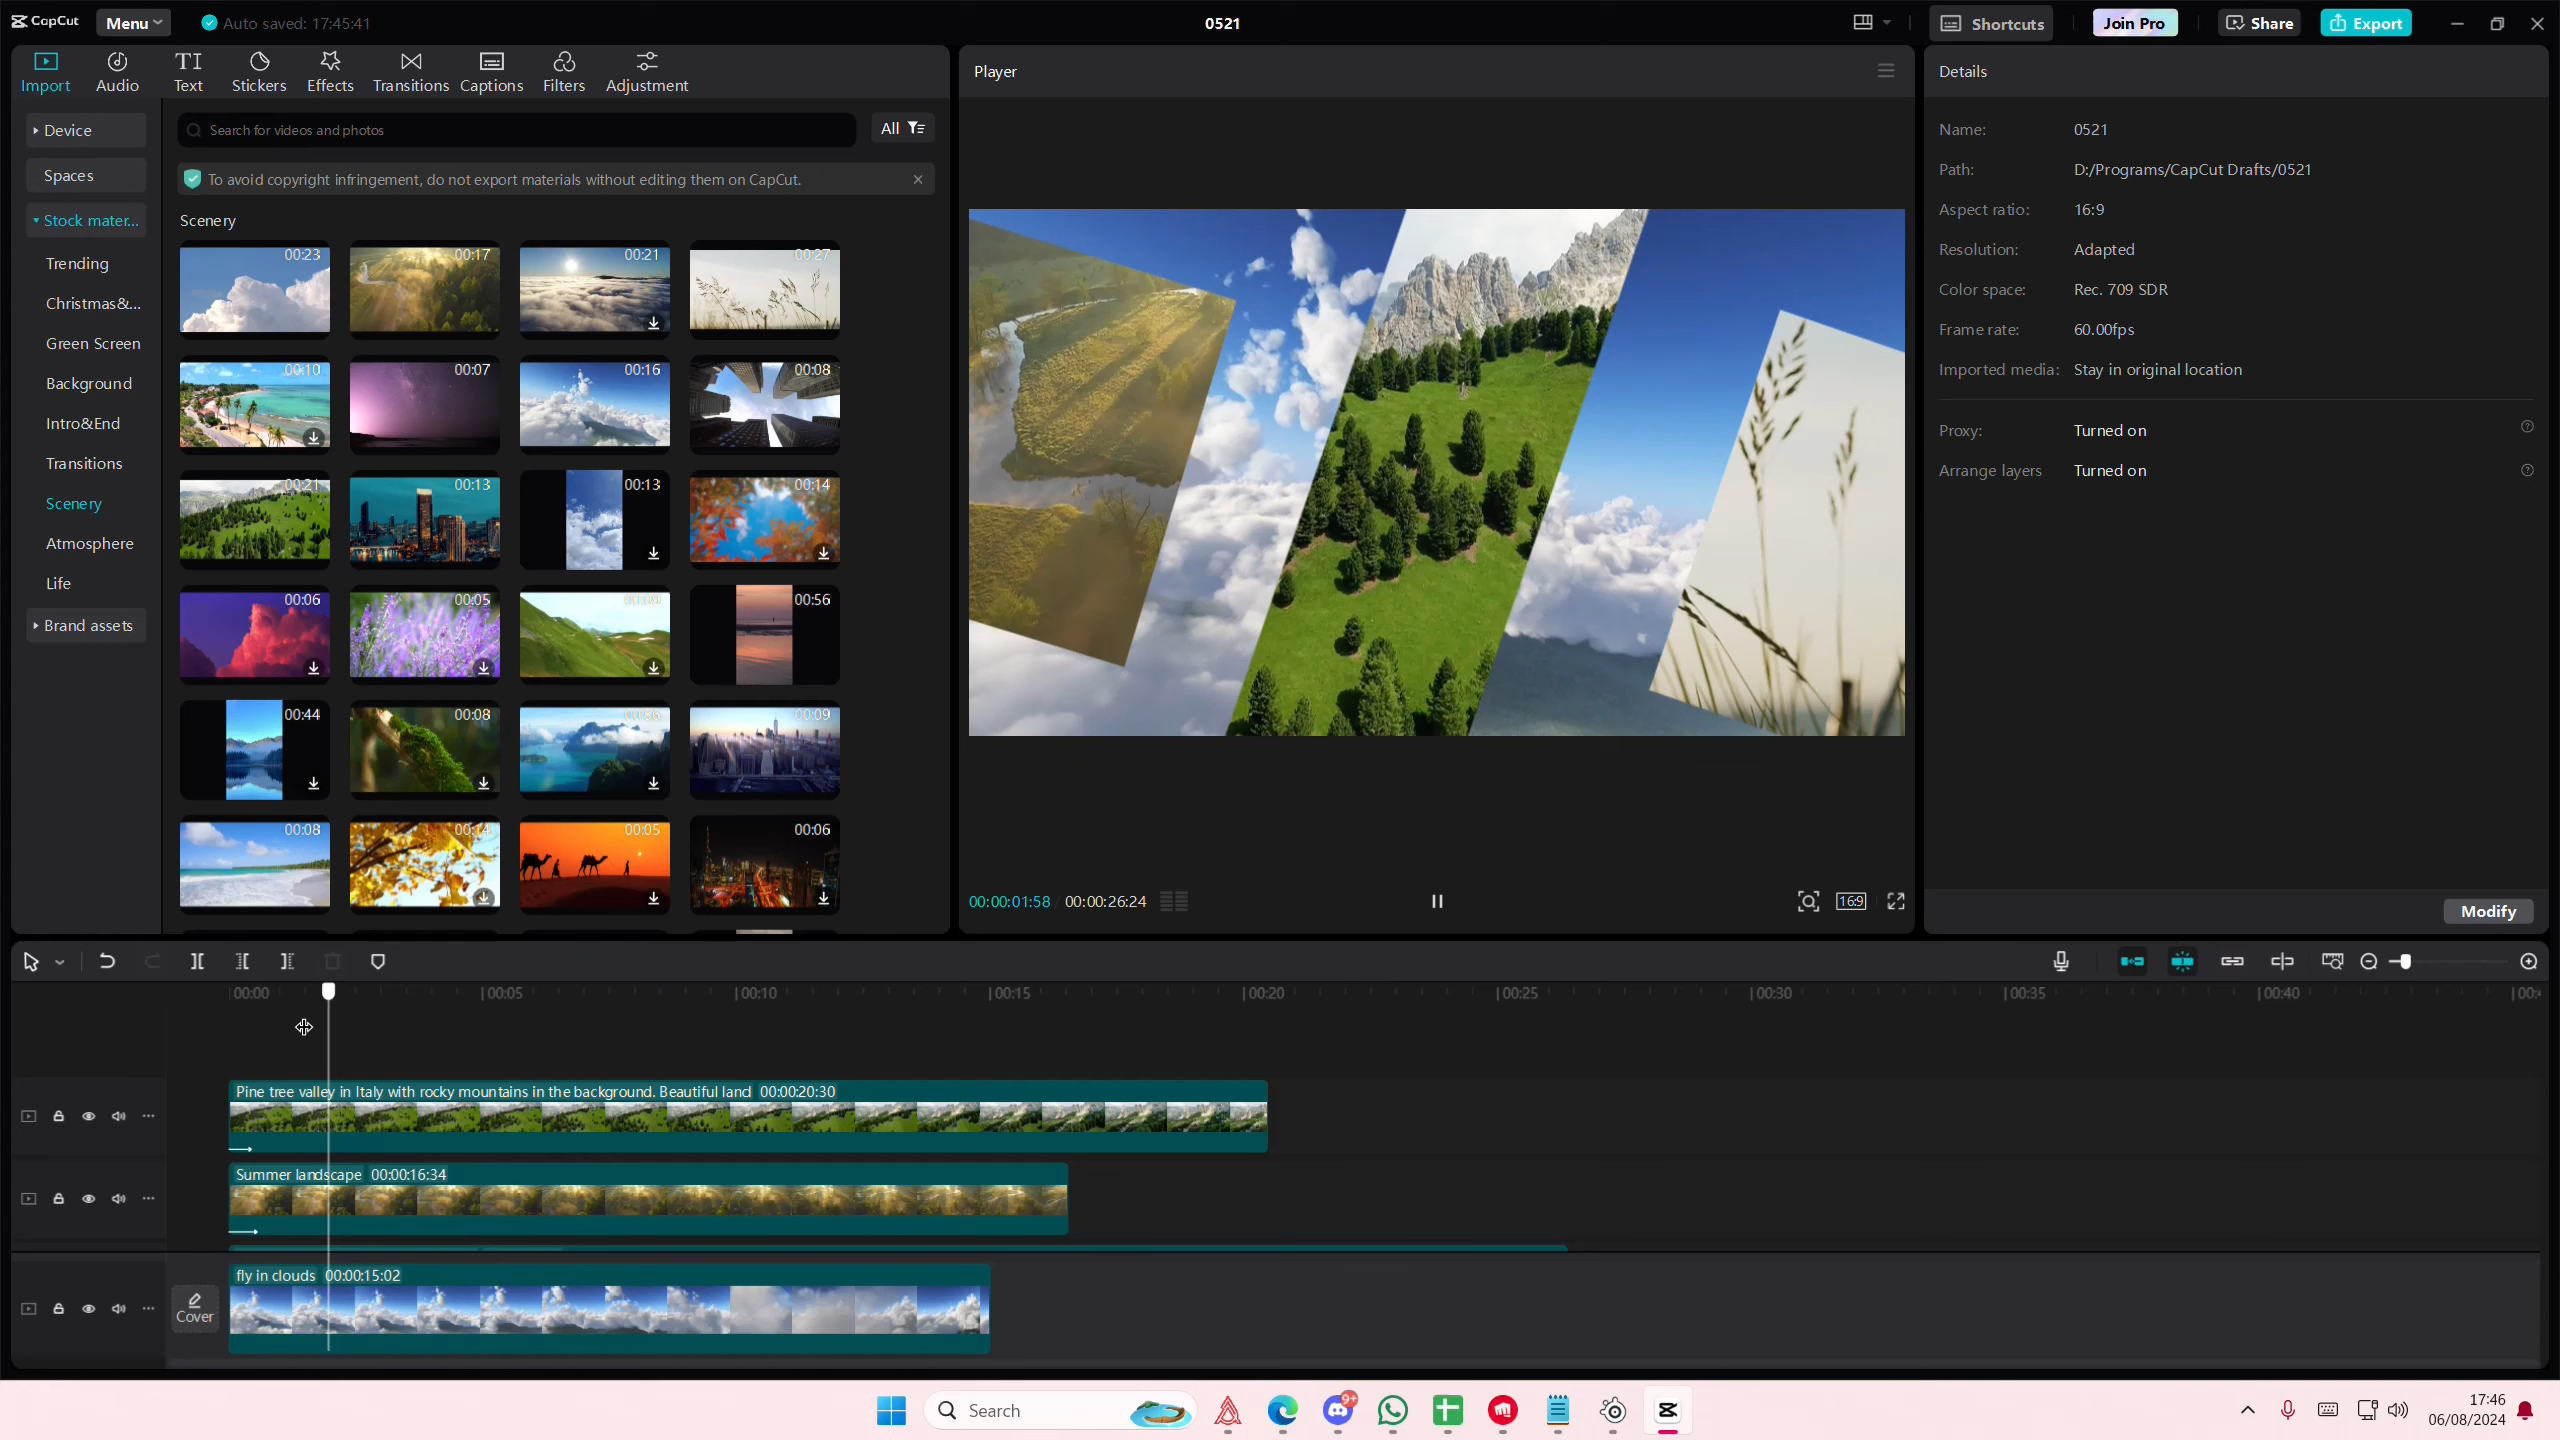 CapCut
Menu
Auto saved: 17:45:41
0521
Shortcuts
Join Pro
Share
Export
Import
Audio
TI
Text
Stickers
Effects
Transitions
Captions
Filters
Adjustment
Device
Spaces
Stock mater...
Trending
Christmas&...
Green Screen
Background
Intro&End
Transitions
Scenery
Atmosphere
Life
Brand assets
Search for videos and photos
All
To avoid copyright infringement, do not export materials without editing them on CapCut.
Scenery
00:23
00:17
00:21
00:27
00:10
00:07
00:16
00:08
00:21
00:13
00:13
00:14
00:06
00:05
00:56
00:44
00:08
00:09
00:08
00:14
00:05
00:06
Player
00:00:01:58 / 00:00:26:24
16:9
Details
Name: 0521
Path: D:/Programs/CapCut Drafts/0521
Aspect ratio: 16:9
Resolution: Adapted
Color space: Rec. 709 SDR
Frame rate: 60.00fps
Imported media: Stay in original location
Proxy: Turned on
Arrange layers Turned on
Modify
00:00
00:05
00:10
00:15
00:20
00:25
00:30
00:35
00:40
Pine tree valley in Italy with rocky mountains in the background. Beautiful land 00:00:20:30
Summer landscape 00:00:16:34
fly in clouds 00:00:15:02
Cover
Search
9+
17:46
06/08/2024